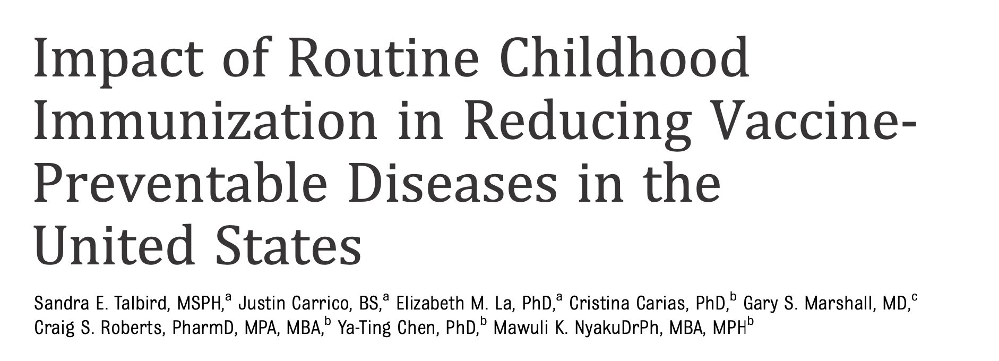 Impact of Routine Childhood
Immunization in Reducing Vaccine-
Preventable Diseases in the
United States
Sandra E. Talbird, MSPH,ᵃ Justin Carrico, BS,ᵃ Elizabeth M. La, PhD,ᵃ Cristina Carias, PhD,ᵇ Gary S. Marshall, MD,ᶜ
Craig S. Roberts, PharmD, MPA, MBA,ᵇ Ya-Ting Chen, PhD,ᵇ Mawuli K. NyakuDrPh, MBA, MPHᵇ